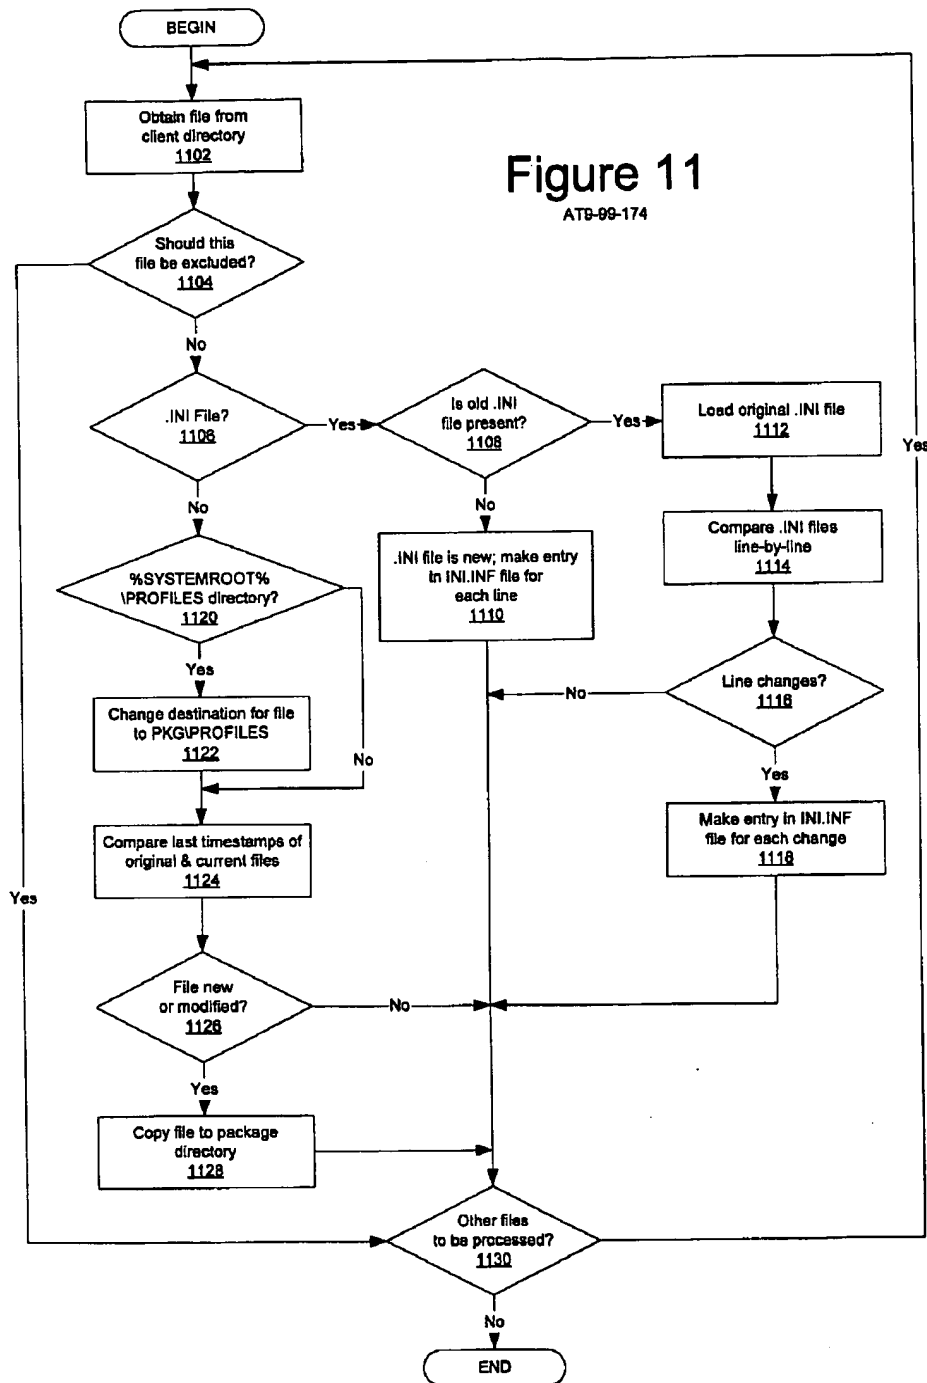 BEGIN
Obtain file from
client directory
1102
Figure 11
AT9-99-174
Should this
file be excluded?
1104
No
.INI File?
1106
Yes
Is old .INI
file present?
1108
Yes
Load original .INI file
1112
Yes
No
No
Compare .INI files
line-by-line
1114
.INI file is new; make entry
in INI.INF file for
each line
1110
%SYSTEMROOT%
\PROFILES directory?
1120
Yes
No
Line changes?
1116
No
Change destination for file
to PKG\PROFILES
1122
Yes
Make entry in INI.INF
file for each change
1118
Compare last timestamps of
original & current files
1124
Yes
File new
or modified?
1126
No
Yes
Copy file to package
directory
1128
Other files
to be processed?
1130
No
END